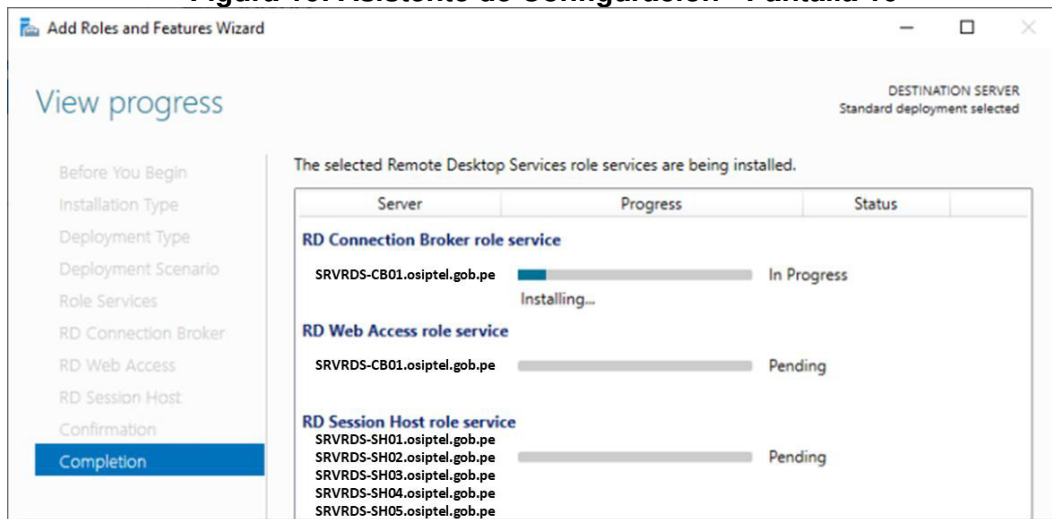 Add Roles and Features Wizard
View progress
DESTINATION SERVER
Standard deployment selected
Before You Begin
Installation Type
Deployment Type
Deployment Scenario
Role Services
RD Connection Broker
RD Web Access
RD Session Host
Confirmation
Completion
The selected Remote Desktop Services role services are being installed.
Server Progress Status
RD Connection Broker role service
SRVRDS-CB01.osiptel.gob.pe In Progress
Installing...
RD Web Access role service
SRVRDS-CB01.osiptel.gob.pe Pending
RD Session Host role service
SRVRDS-SH01.osiptel.gob.pe
SRVRDS-SH02.osiptel.gob.pe Pending
SRVRDS-SH03.osiptel.gob.pe
SRVRDS-SH04.osiptel.gob.pe
SRVRDS-SH05.osiptel.gob.pe